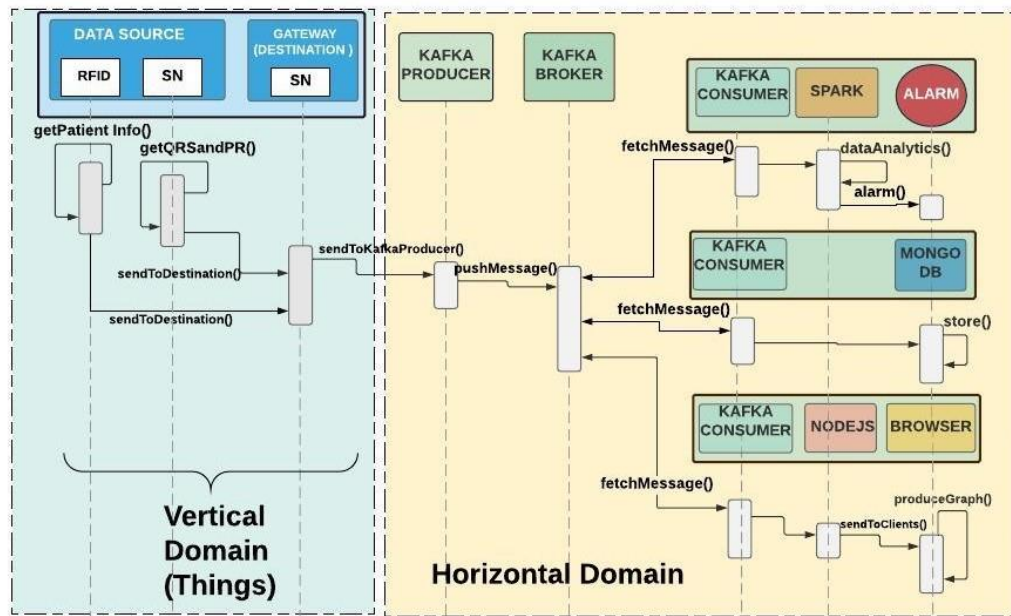 DATA SOURCE
RFID
SN
GATEWAY
(DESTINATION )
SN
KAFKA
PRODUCER
KAFKA
BROKER
KAFKA
CONSUMER
SPARK
ALARM
getPatient Info()
getQRSandPR()
fetchMessage()
dataAnalytics()
alarm()
sendToKafkaProducer()
sendToDestination()
pushMessage()
KAFKA
CONSUMER
MONGO
DB
sendToDestination()
fetchMessage()
store()
KAFKA
CONSUMER
NODEJS
BROWSER
fetchMessage()
produceGraph()
sendToClients()
Vertical
Domain
(Things)
Horizontal Domain